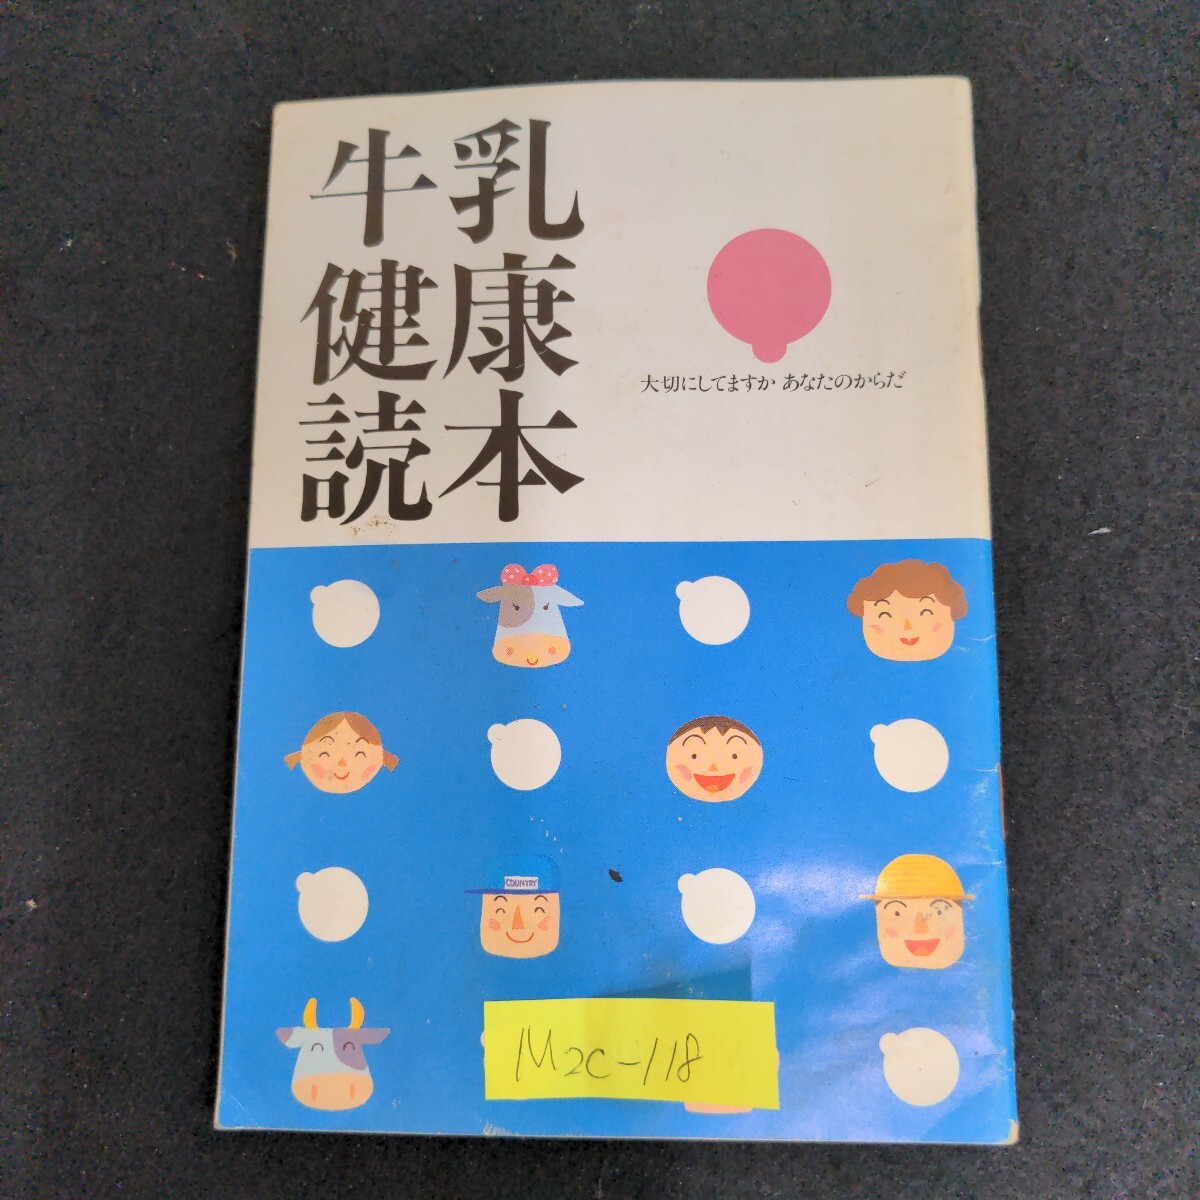 牛乳
健康
読本
大切にしてますか あなたのからだ
COUNTRY
M2C-118